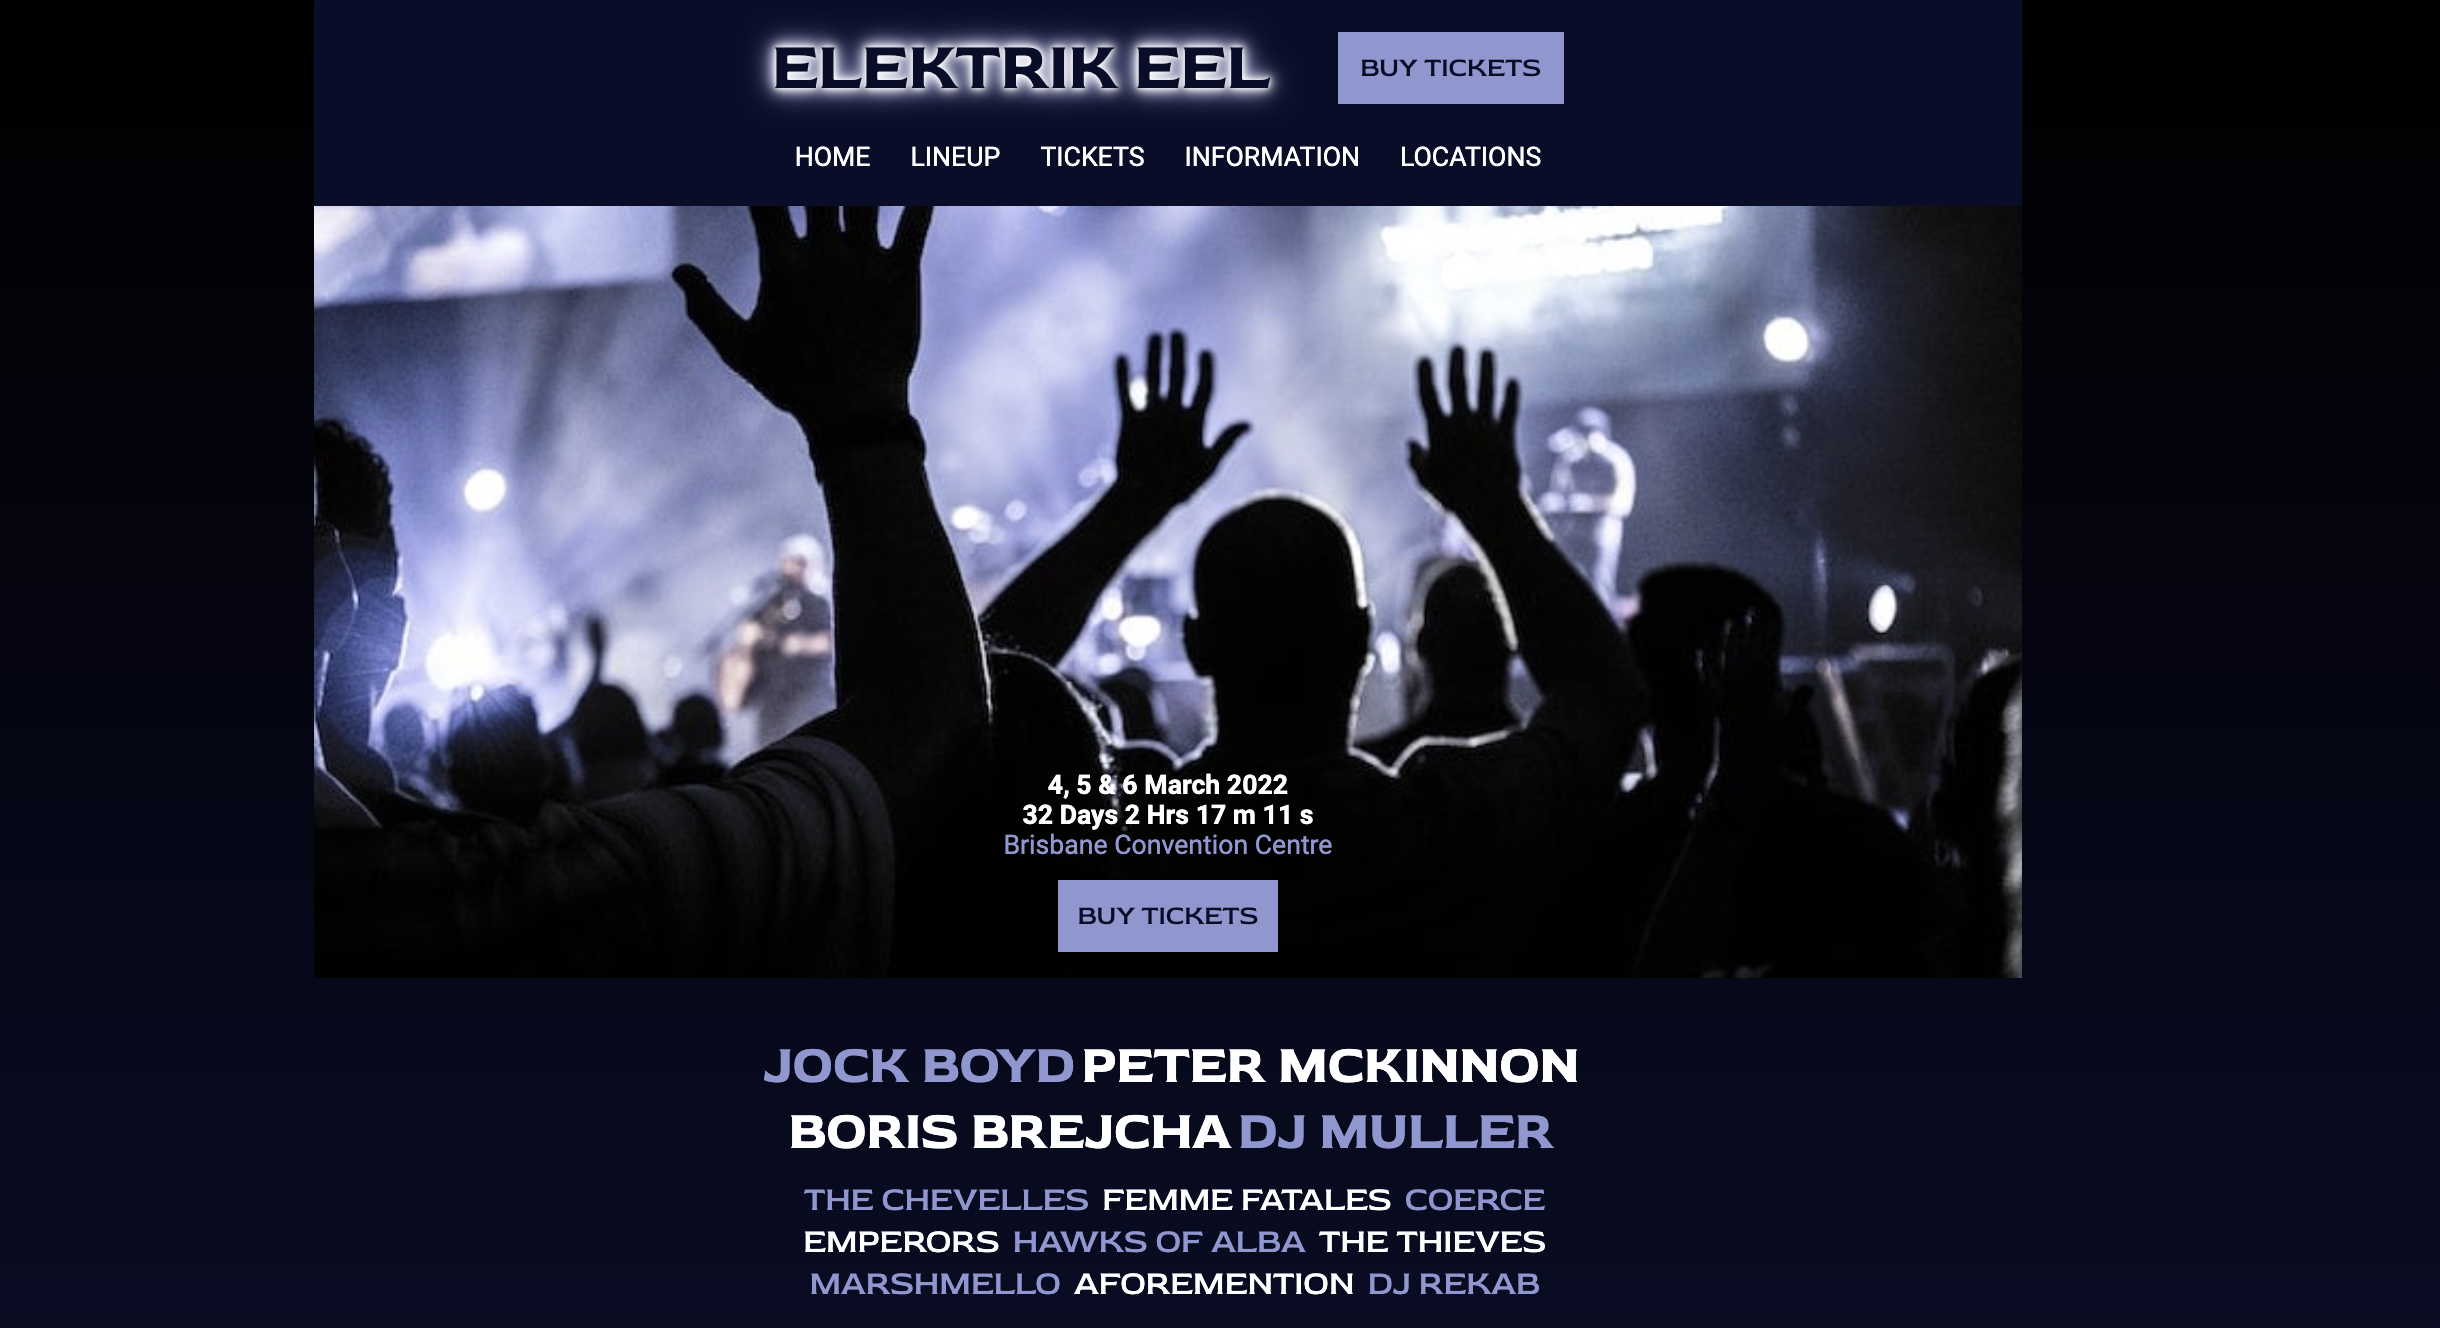 ELEKTRIK EEL
BUY TICKETS
HOME LINEUP TICKETS INFORMATION LOCATIONS
4, 5 & 6 March 2022
32 Days 2 Hrs 17 m 11 s
Brisbane Convention Centre
BUY TICKETS
JOCK BOYD PETER MCKINNON
BORIS BREJCHA DJ MULLER
THE CHEVELLES FEMME FATALES COERCE
EMPERORS HAWKS OF ALBA THE THIEVES
MARSHMELLO AFOREMENTION DJ REKAB